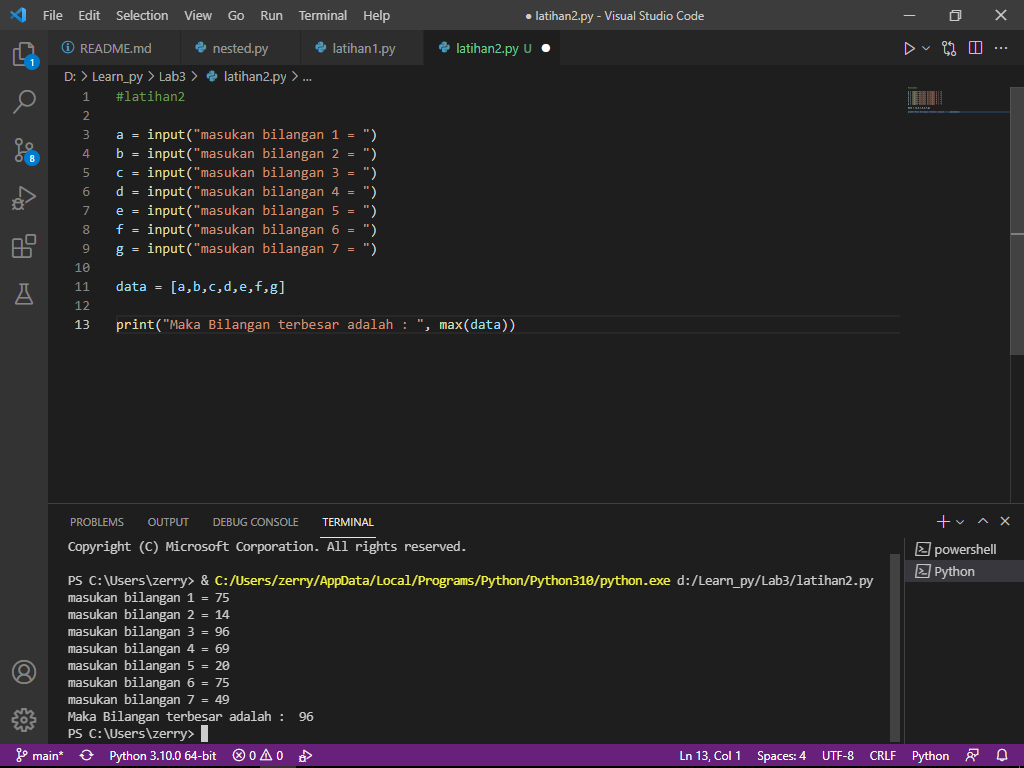 File Edit Selection View Go Run Terminal Help ● latihan2.py - Visual Studio Code
README.md nested.py latihan1.py latihan2.py U
D: > Learn_py > Lab3 > latihan2.py > ...
1 #latihan2
2
3 a = input("masukan bilangan 1 = ")
4 b = input("masukan bilangan 2 = ")
5 c = input("masukan bilangan 3 = ")
6 d = input("masukan bilangan 4 = ")
7 e = input("masukan bilangan 5 = ")
8 f = input("masukan bilangan 6 = ")
9 g = input("masukan bilangan 7 = ")
10
11 data = [a,b,c,d,e,f,g]
12
13 print("Maka Bilangan terbesar adalah : ", max(data))
1
8
PROBLEMS OUTPUT DEBUG CONSOLE TERMINAL
Copyright (C) Microsoft Corporation. All rights reserved.
PS C:\Users\zerry> & C:/Users/zerry/AppData/Local/Programs/Python/Python310/python.exe d:/Learn_py/Lab3/latihan2.py
masukan bilangan 1 = 75
masukan bilangan 2 = 14
masukan bilangan 3 = 96
masukan bilangan 4 = 69
masukan bilangan 5 = 20
masukan bilangan 6 = 75
masukan bilangan 7 = 49
Maka Bilangan terbesar adalah :  96
PS C:\Users\zerry>
powershell
Python
main* Python 3.10.0 64-bit 0 0 Ln 13, Col 1 Spaces: 4 UTF-8 CRLF Python